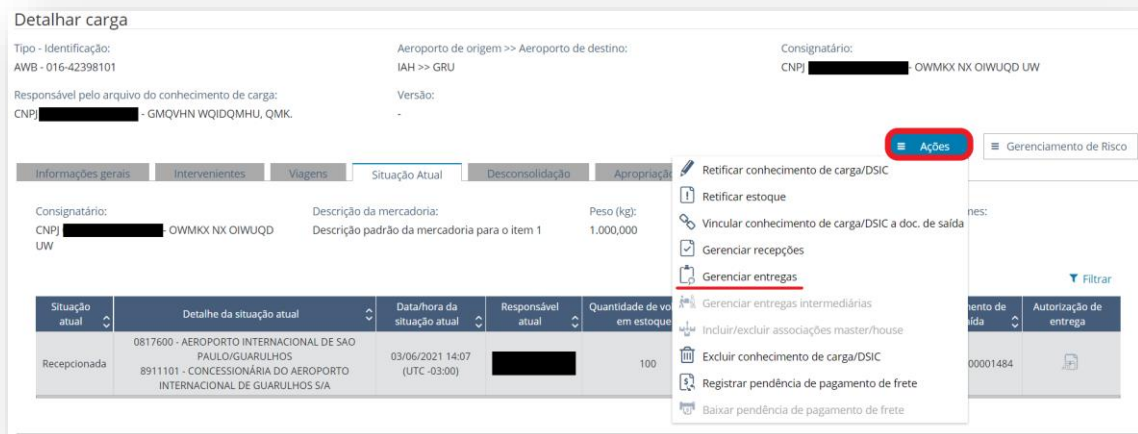 Detalhar carga
Tipo - Identificação:
AWB - 016-42398101
Aeroporto de origem >> Aeroporto de destino:
IAH >> GRU
Consignatário:
CNPJ - OWMKX NX OIWUQD UW
Responsável pelo arquivo do conhecimento de carga:
CNPJ - GMQVHN WQIDQMHU, QMK.
Versão:
-
Ações
Gerenciamento de Risco
Informações gerais
Intervenientes
Viagens
Situação Atual
Desconsolidação
Apropriação
Retificar conhecimento de carga/DSIC
Retificar estoque
Vincular conhecimento de carga/DSIC a doc. de saída
Gerenciar recepções
Gerenciar entregas
Gerenciar entregas intermediárias
Incluir/excluir associações master/house
Excluir conhecimento de carga/DSIC
Registrar pendência de pagamento de frete
Baixar pendência de pagamento de frete
Consignatário:
CNPJ - OWMKX NX OIWUQD
UW
Descrição da mercadoria:
Descrição padrão da mercadoria para o item 1
Peso (kg):
1.000,000
Filtrar
Situação
atual
Detalhe da situação atual
Data/hora da
situação atual
Responsável
atual
Quantidade de
em estoque
Autorização de
entrega
Recepcionada
0817600 - AEROPORTO INTERNACIONAL DE SAO
PAULO/GUARULHOS
8911101 - CONCESSIONÁRIA DO AEROPORTO
INTERNACIONAL DE GUARULHOS S/A
03/06/2021 14:07
(UTC -03:00)
100
00001484